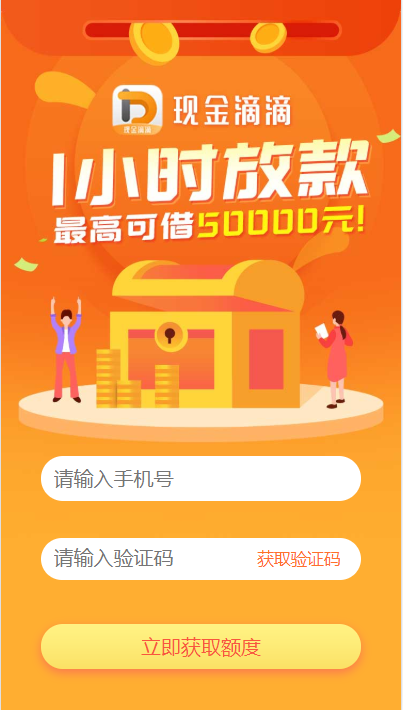 现金滴滴
现金滴滴
1小时放款
最高可借50000元!
请输入手机号
请输入验证码 获取验证码
立即获取额度